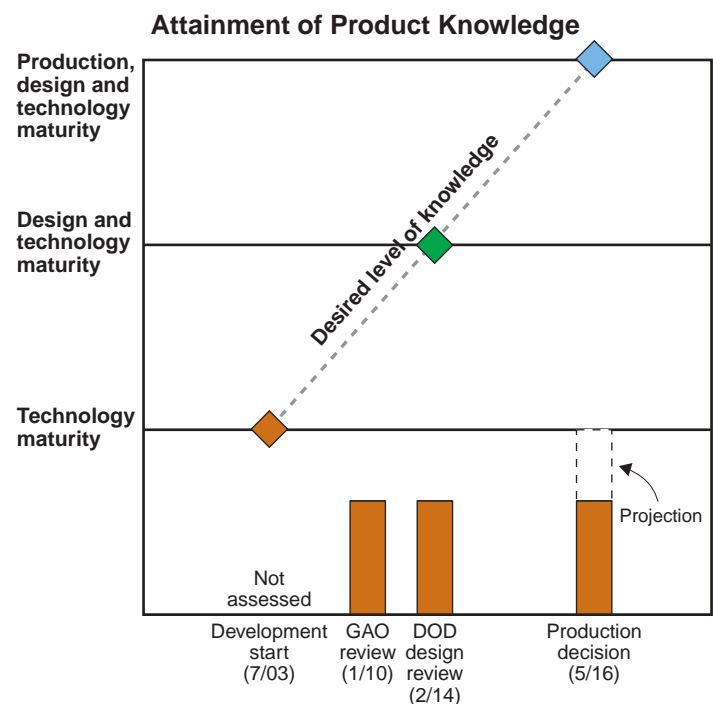 Attainment of Product Knowledge
Production,
design and
technology
maturity
Design and
technology
maturity
Technology
maturity
Desired level of knowledge
Projection
Not
assessed
Development
start
(7/03)
GAO
review
(1/10)
DOD
design
review
(2/14)
Production
decision
(5/16)